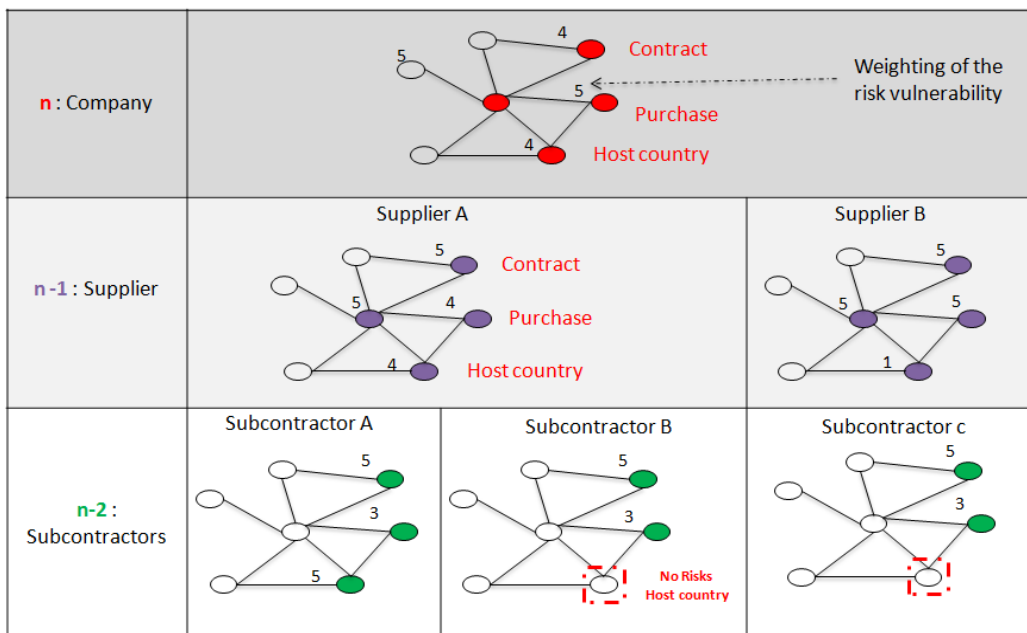 4
Contract
5
Weighting of the
risk vulnerability
n : Company
5
Purchase
4
Host country
Supplier A
Supplier B
5
Contract
5
n -1 : Supplier
5
4
Purchase
5
5
4
Host country
1
Subcontractor A
Subcontractor B
Subcontractor c
5
5
5
n-2 :
Subcontractors
3
3
3
5
No Risks
Host country